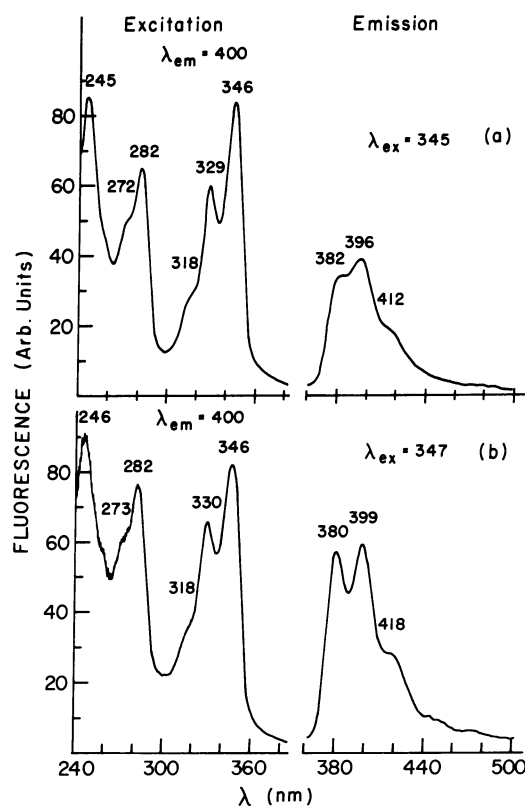 Excitation Emission
λem = 400
245 346
λex = 345 (a)
282 329
272
318
382 396
412
80
60
40
20
FLUORESCENCE (Arb. Units)
λem = 400
246 346
λex = 347 (b)
282 330
273
318
380 399
418
80
60
40
20
240 300 360 380 440 500
λ (nm)